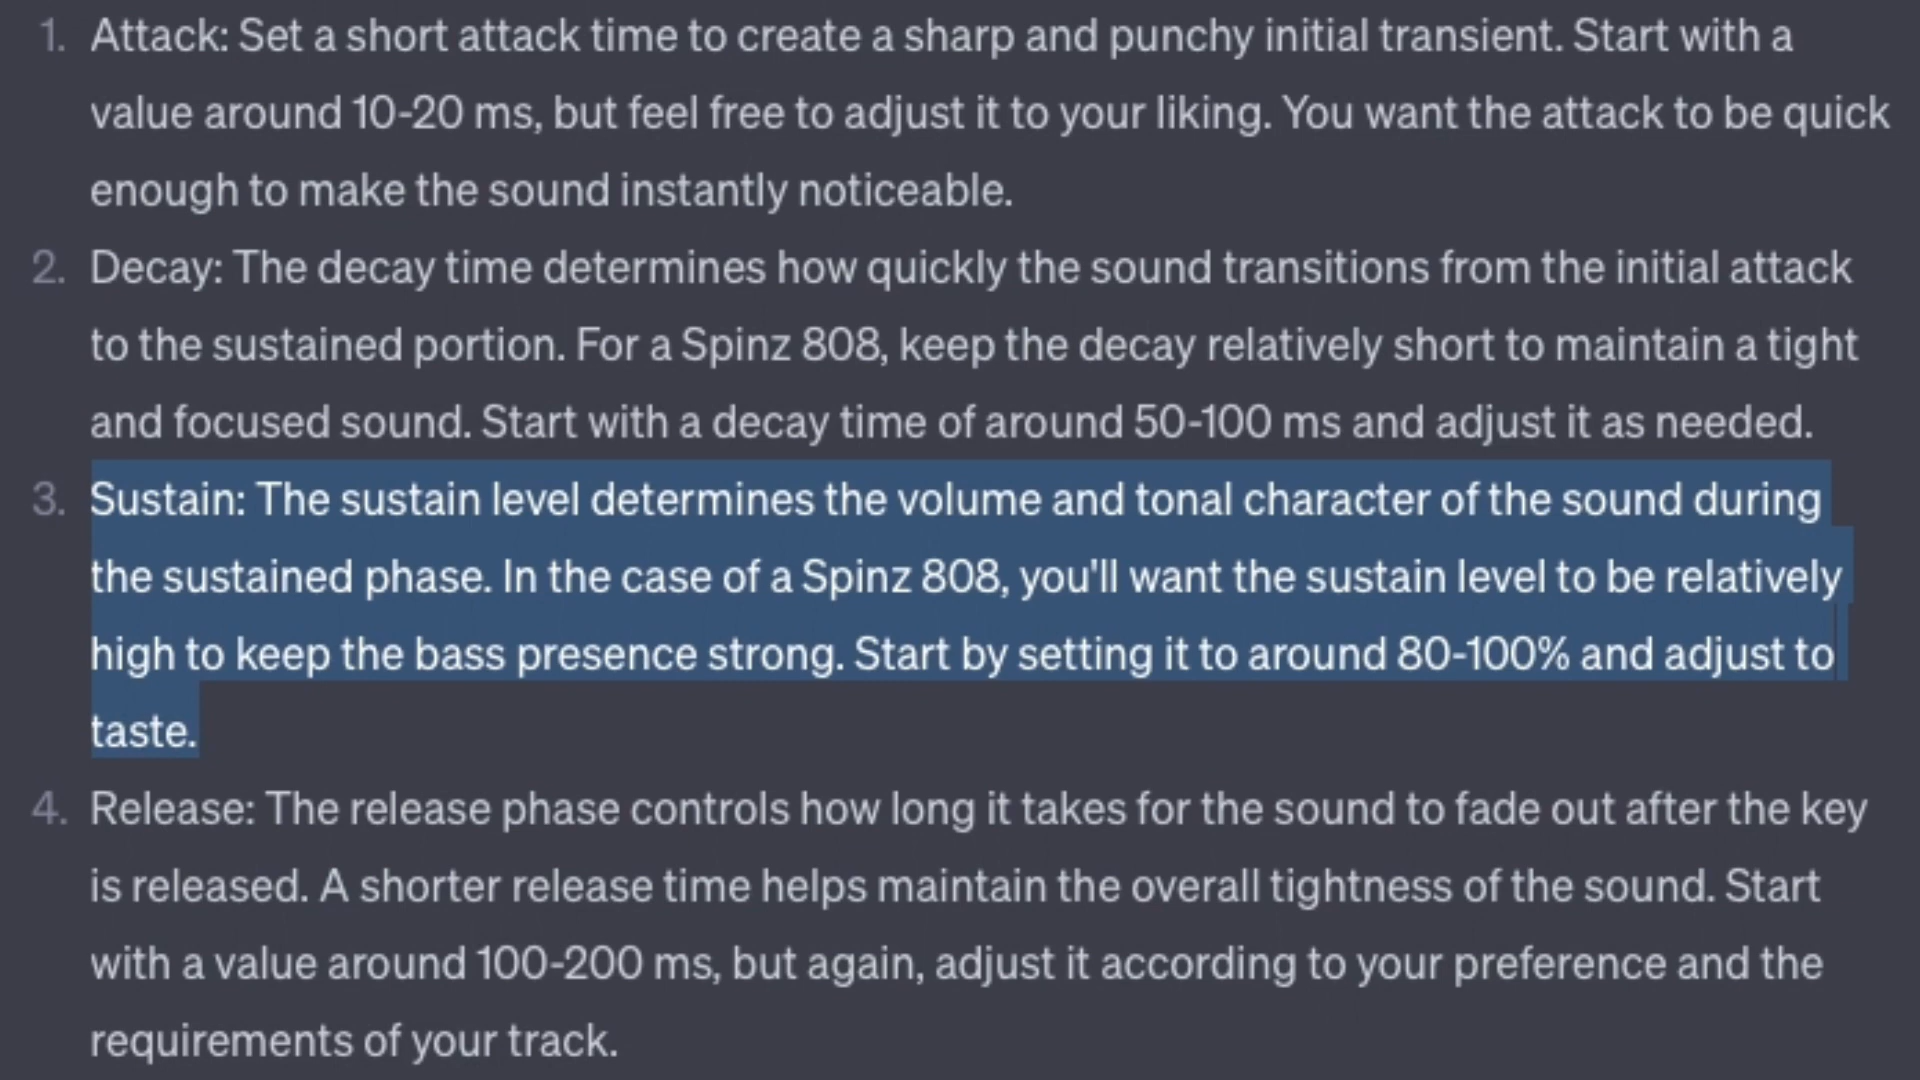 1. Attack: Set a short attack time to create a sharp and punchy initial transient. Start with a
value around 10-20 ms, but feel free to adjust it to your liking. You want the attack to be quick
enough to make the sound instantly noticeable.
2. Decay: The decay time determines how quickly the sound transitions from the initial attack
to the sustained portion. For a Spinz 808, keep the decay relatively short to maintain a tight
and focused sound. Start with a decay time of around 50-100 ms and adjust it as needed.
3. Sustain: The sustain level determines the volume and tonal character of the sound during
the sustained phase. In the case of a Spinz 808, you'll want the sustain level to be relatively
high to keep the bass presence strong. Start by setting it to around 80-100% and adjust to
taste.
4. Release: The release phase controls how long it takes for the sound to fade out after the key
is released. A shorter release time helps maintain the overall tightness of the sound. Start
with a value around 100-200 ms, but again, adjust it according to your preference and the
requirements of your track.